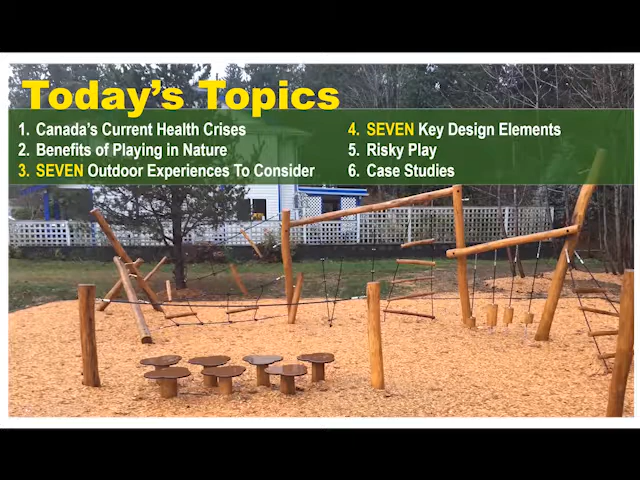 Today's Topics
1. Canada's Current Health Crises
2. Benefits of Playing in Nature
3. SEVEN Outdoor Experiences To Consider
4. SEVEN Key Design Elements
5. Risky Play
6. Case Studies